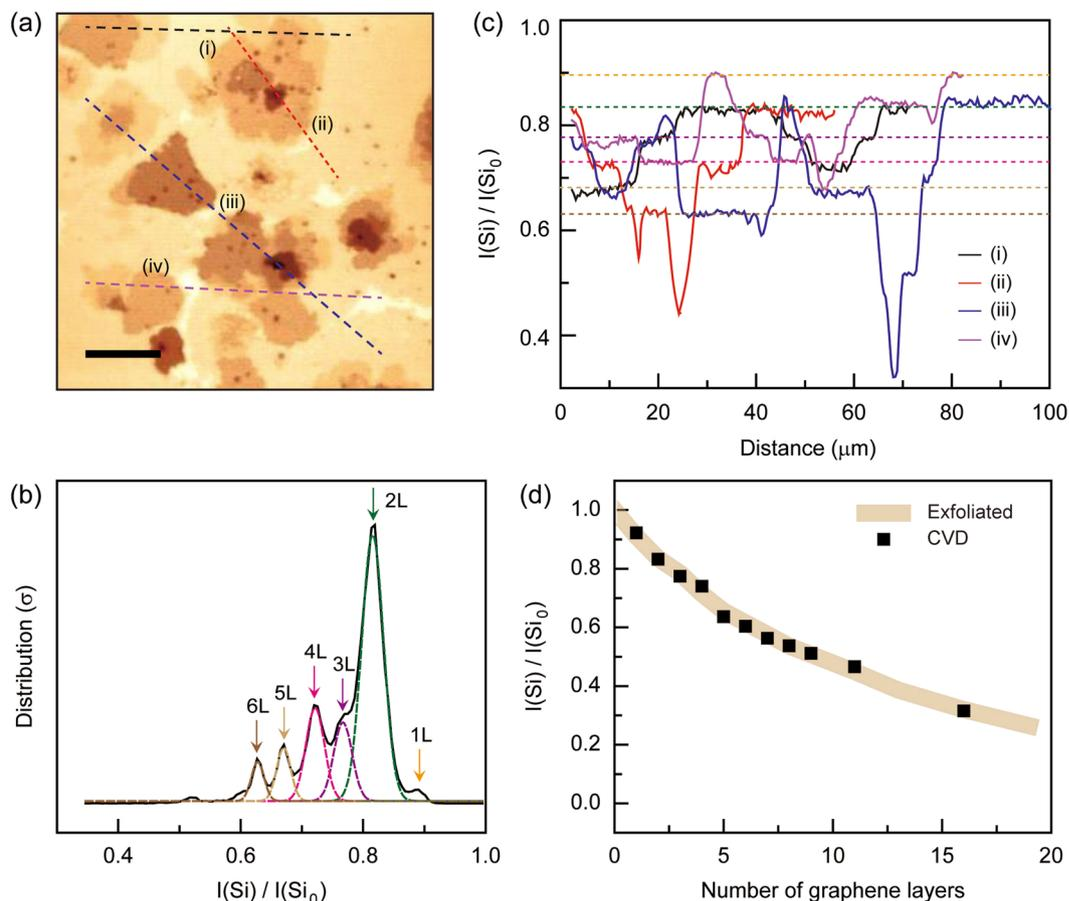 (a)
(i)
(ii)
(iii)
(iv)
(c)
1.0
0.8
0.6
0.4
I(Si) / I(Si₀)
(i)
(ii)
(iii)
(iv)
0 20 40 60 80 100
Distance (μm)
(b)
2L
4L
3L
5L
6L
1L
Distribution (σ)
0.4 0.6 0.8 1.0
I(Si) / I(Si₀)
(d)
Exfoliated
CVD
1.0
0.8
0.6
0.4
0.2
0.0
I(Si) / I(Si₀)
0 5 10 15 20
Number of graphene layers